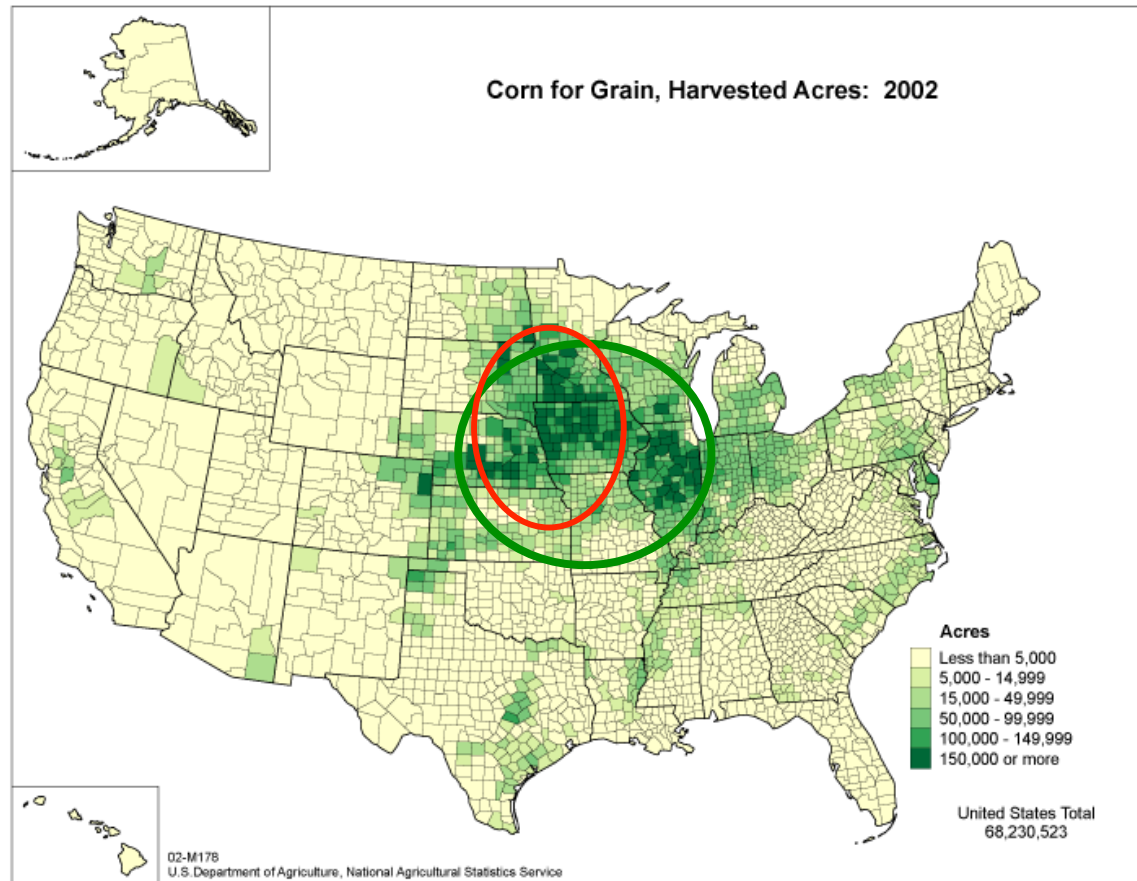 Corn for Grain, Harvested Acres: 2002
Acres
Less than 5,000
5,000 - 14,999
15,000 - 49,999
50,000 - 99,999
100,000 - 149,999
150,000 or more
United States Total
68,230,523
02-M178
U.S.Department of Agriculture, National Agricultural Statistics Service